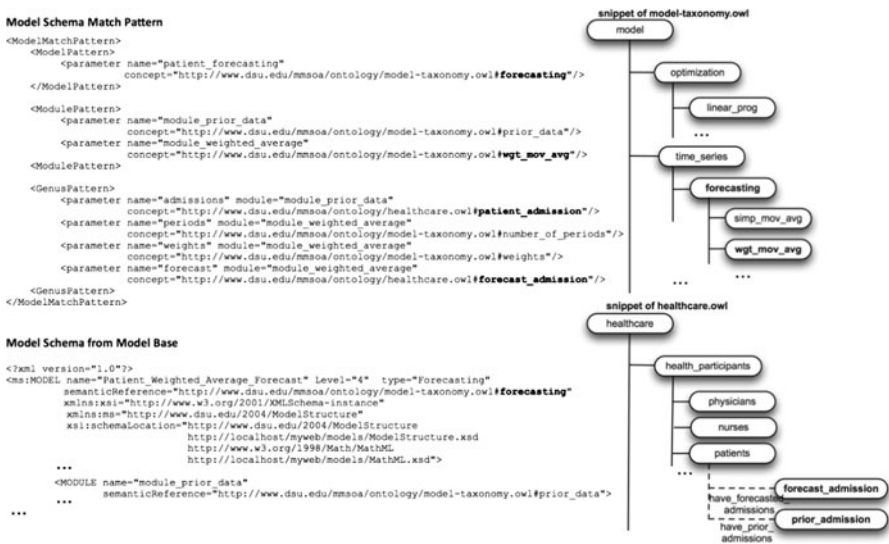 Model Schema Match Pattern
<ModelMatchPattern>
<ModelPattern>
<parameter name="patient_forecasting"
concept="http://www.dsu.edu/mmsoa/ontology/model-taxonomy.owl#forecasting"/>
</ModelPattern>
<ModulePattern>
<parameter name="module_prior_data"
concept="http://www.dsu.edu/mmsoa/ontology/model-taxonomy.owl#prior_data"/>
<parameter name="module_weighted_average"
concept="http://www.dsu.edu/mmsoa/ontology/model-taxonomy.owl#wgt_mov_avg"/>
<ModulePattern>
<GenusPattern>
<parameter name="admissions" module="module_prior_data"
concept="http://www.dsu.edu/mmsoa/ontology/healthcare.owl#patient_admission"/>
<parameter name="periods" module="module_weighted_average"
concept="http://www.dsu.edu/mmsoa/ontology/model-taxonomy.owl#number_of_periods"/>
<parameter name="weights" module="module_weighted_average"
concept="http://www.dsu.edu/mmsoa/ontology/model-taxonomy.owl#weights"/>
<parameter name="forecast" module="module_weighted_average"
concept="http://www.dsu.edu/mmsoa/ontology/healthcare.owl#forecast_admission"/>
<GenusPattern>
</ModelMatchPattern>
Model Schema from Model Base
<?xml version="1.0"?>
<ms:MODEL name="Patient_Weighted_Average_Forecast" Level="4" type="Forecasting"
semanticReference="http://www.dsu.edu/mmsoa/ontology/model-taxonomy.owl#forecasting"
xmlns:xsi="http://www.w3.org/2001/XMLSchema-instance"
xmlns:ms="http://www.dsu.edu/2004/ModelStructure"
xsi:schemaLocation="http://www.dsu.edu/2004/ModelStructure
http://localhost/myweb/models/ModelStructure.xsd
http://www.w3.org/1998/Math/MathML
http://localhost/myweb/models/MathML.xsd">
...
<MODULE name="module_prior_data"
semanticReference="http://www.dsu.edu/mmsoa/ontology/model-taxonomy.owl#prior_data">
...
...
snippet of model-taxonomy.owl
model
optimization
linear_prog
...
time_series
forecasting
simp_mov_avg
wgt_mov_avg
...
...
snippet of healthcare.owl
healthcare
health_participants
physicians
nurses
patients
...
forecast_admission
have_forecasted_
admissions
prior_admission
have_prior_
admissions